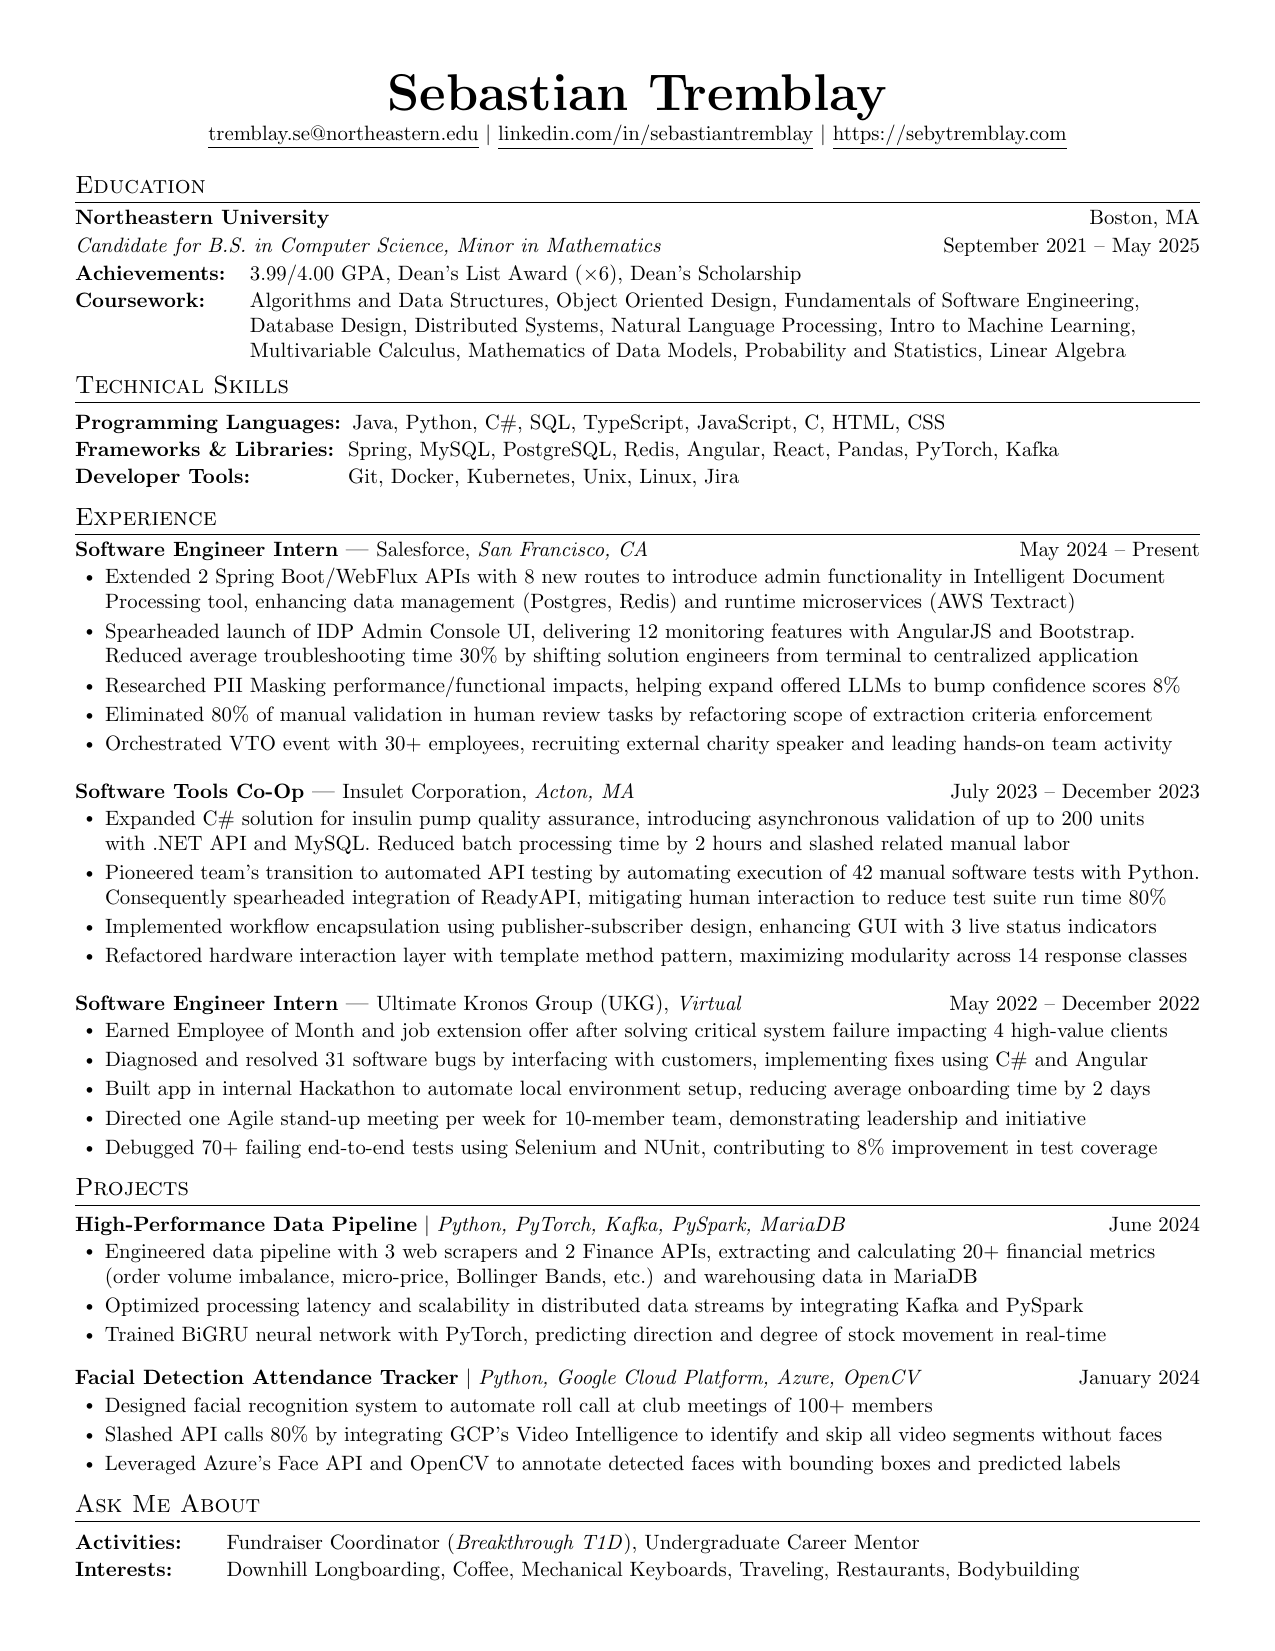 Sebastian Tremblay
tremblay.se@northeastern.edu | linkedin.com/in/sebastiantremblay | https://sebytremblay.com
Education
Northeastern University Boston, MA
Candidate for B.S. in Computer Science, Minor in Mathematics September 2021 – May 2025
Achievements: 3.99/4.00 GPA, Dean's List Award (×6), Dean's Scholarship
Coursework: Algorithms and Data Structures, Object Oriented Design, Fundamentals of Software Engineering,
Database Design, Distributed Systems, Natural Language Processing, Intro to Machine Learning,
Multivariable Calculus, Mathematics of Data Models, Probability and Statistics, Linear Algebra
Technical Skills
Programming Languages: Java, Python, C#, SQL, TypeScript, JavaScript, C, HTML, CSS
Frameworks & Libraries: Spring, MySQL, PostgreSQL, Redis, Angular, React, Pandas, PyTorch, Kafka
Developer Tools: Git, Docker, Kubernetes, Unix, Linux, Jira
Experience
Software Engineer Intern — Salesforce, San Francisco, CA May 2024 – Present
• Extended 2 Spring Boot/WebFlux APIs with 8 new routes to introduce admin functionality in Intelligent Document
Processing tool, enhancing data management (Postgres, Redis) and runtime microservices (AWS Textract)
• Spearheaded launch of IDP Admin Console UI, delivering 12 monitoring features with AngularJS and Bootstrap.
Reduced average troubleshooting time 30% by shifting solution engineers from terminal to centralized application
• Researched PII Masking performance/functional impacts, helping expand offered LLMs to bump confidence scores 8%
• Eliminated 80% of manual validation in human review tasks by refactoring scope of extraction criteria enforcement
• Orchestrated VTO event with 30+ employees, recruiting external charity speaker and leading hands-on team activity
Software Tools Co-Op — Insulet Corporation, Acton, MA July 2023 – December 2023
• Expanded C# solution for insulin pump quality assurance, introducing asynchronous validation of up to 200 units
with .NET API and MySQL. Reduced batch processing time by 2 hours and slashed related manual labor
• Pioneered team's transition to automated API testing by automating execution of 42 manual software tests with Python.
Consequently spearheaded integration of ReadyAPI, mitigating human interaction to reduce test suite run time 80%
• Implemented workflow encapsulation using publisher-subscriber design, enhancing GUI with 3 live status indicators
• Refactored hardware interaction layer with template method pattern, maximizing modularity across 14 response classes
Software Engineer Intern — Ultimate Kronos Group (UKG), Virtual May 2022 – December 2022
• Earned Employee of Month and job extension offer after solving critical system failure impacting 4 high-value clients
• Diagnosed and resolved 31 software bugs by interfacing with customers, implementing fixes using C# and Angular
• Built app in internal Hackathon to automate local environment setup, reducing average onboarding time by 2 days
• Directed one Agile stand-up meeting per week for 10-member team, demonstrating leadership and initiative
• Debugged 70+ failing end-to-end tests using Selenium and NUnit, contributing to 8% improvement in test coverage
Projects
High-Performance Data Pipeline | Python, PyTorch, Kafka, PySpark, MariaDB June 2024
• Engineered data pipeline with 3 web scrapers and 2 Finance APIs, extracting and calculating 20+ financial metrics
(order volume imbalance, micro-price, Bollinger Bands, etc.) and warehousing data in MariaDB
• Optimized processing latency and scalability in distributed data streams by integrating Kafka and PySpark
• Trained BiGRU neural network with PyTorch, predicting direction and degree of stock movement in real-time
Facial Detection Attendance Tracker | Python, Google Cloud Platform, Azure, OpenCV January 2024
• Designed facial recognition system to automate roll call at club meetings of 100+ members
• Slashed API calls 80% by integrating GCP's Video Intelligence to identify and skip all video segments without faces
• Leveraged Azure's Face API and OpenCV to annotate detected faces with bounding boxes and predicted labels
Ask Me About
Activities: Fundraiser Coordinator (Breakthrough T1D), Undergraduate Career Mentor
Interests: Downhill Longboarding, Coffee, Mechanical Keyboards, Traveling, Restaurants, Bodybuilding